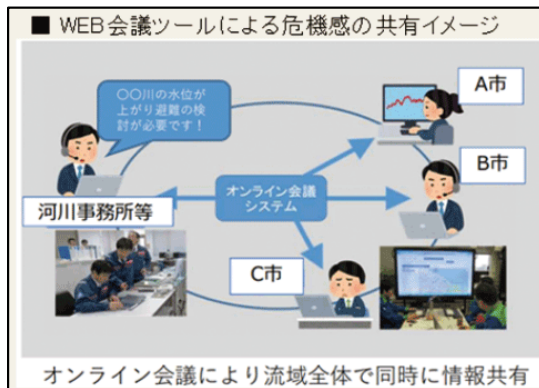 ■ WEB会議ツールによる危機感の共有イメージ
〇〇川の水位が
上がり避難の検
討が必要です！
A市
B市
河川事務所等
オンライン会議
システム
C市
オンライン会議により流域全体で同時に情報共有